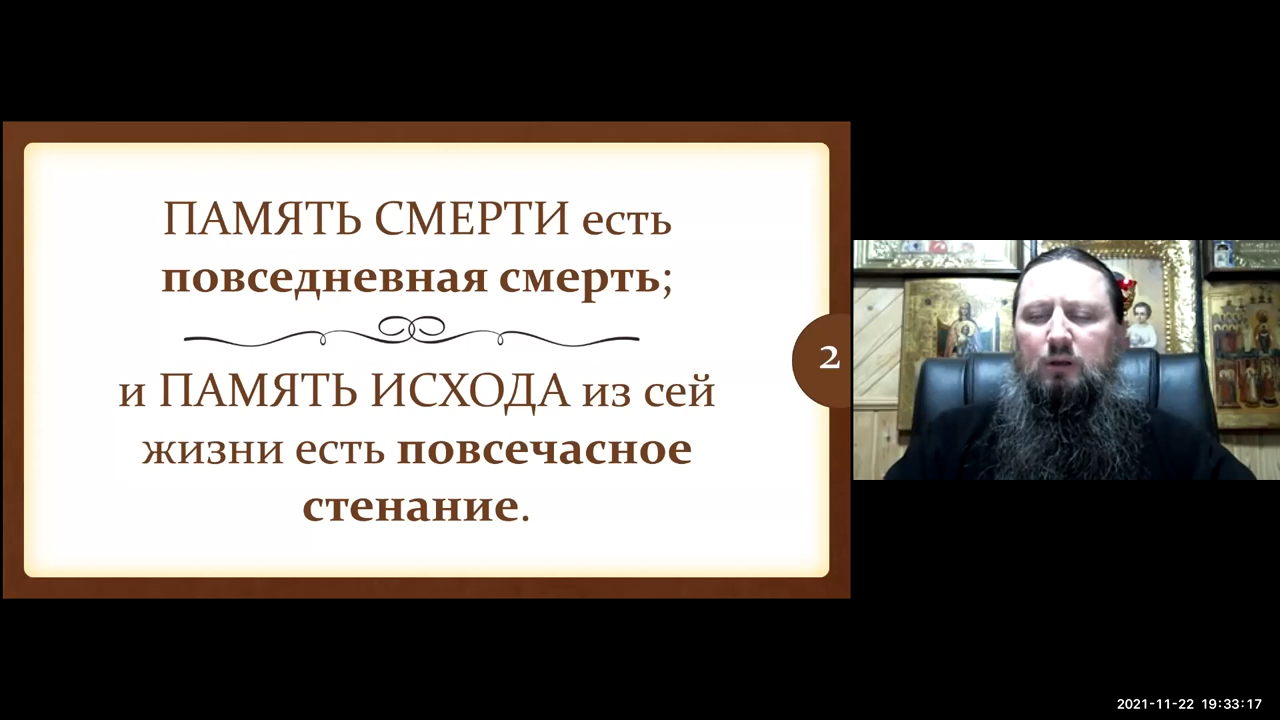 ПАМЯТЬ СМЕРТИ есть
повседневная смерть;
и ПАМЯТЬ ИСХОДА из сей
жизни есть повсечасное
стенание.
2
2021-11-22 19:33:17